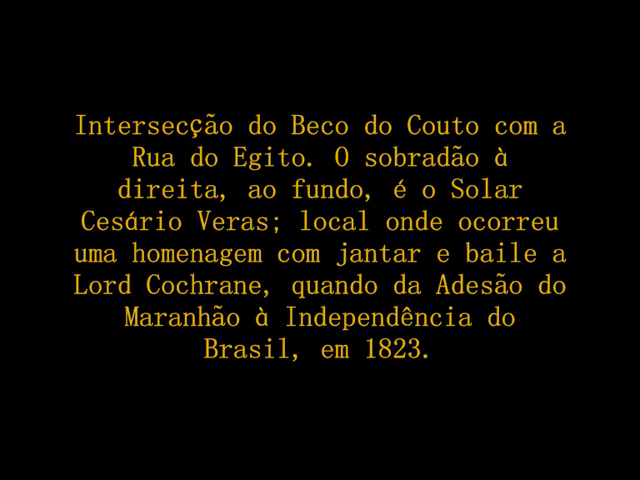 Intersecção do Beco do Couto com a
Rua do Egito. O sobradão à
direita, ao fundo, é o Solar
Cesário Veras; local onde ocorreu
uma homenagem com jantar e baile a
Lord Cochrane, quando da Adesão do
Maranhão à Independência do
Brasil, em 1823.